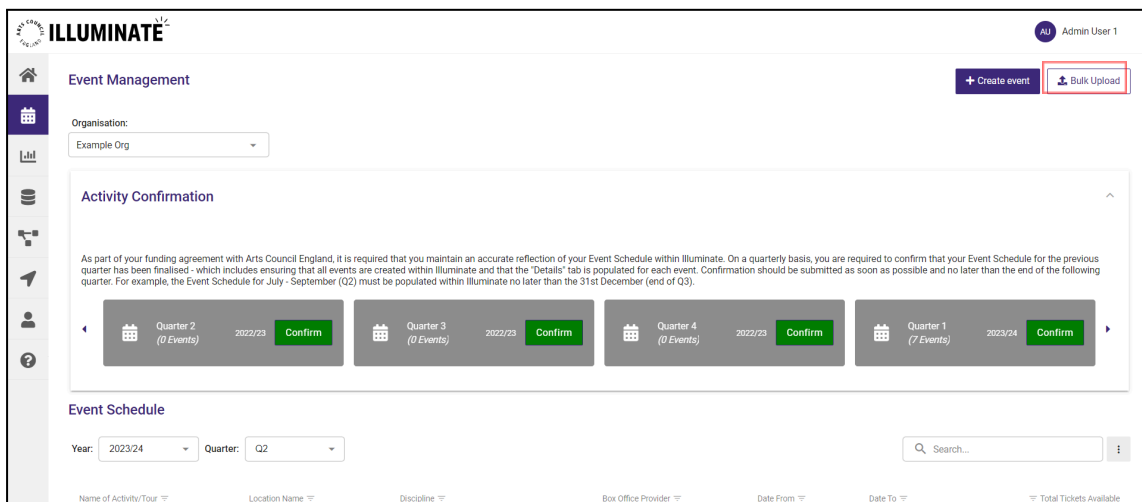 ARTS COUNCIL ENGLAND
ILLUMINATE
AU Admin User 1
Event Management
+ Create event
Bulk Upload
Organisation:
Example Org
Activity Confirmation
As part of your funding agreement with Arts Council England, it is required that you maintain an accurate reflection of your Event Schedule within Illuminate. On a quarterly basis, you are required to confirm that your Event Schedule for the previous
quarter has been finalised - which includes ensuring that all events are created within Illuminate and that the "Details" tab is populated for each event. Confirmation should be submitted as soon as possible and no later than the end of the following
quarter. For example, the Event Schedule for July - September (Q2) must be populated within Illuminate no later than the 31st December (end of Q3).
Quarter 2
(0 Events)
2022/23
Confirm
Quarter 3
(0 Events)
2022/23
Confirm
Quarter 4
(0 Events)
2022/23
Confirm
Quarter 1
(7 Events)
2023/24
Confirm
Event Schedule
Year: 2023/24 Quarter: Q2 Search...
Name of Activity/Tour Location Name Discipline Box Office Provider Date From Date To Total Tickets Available